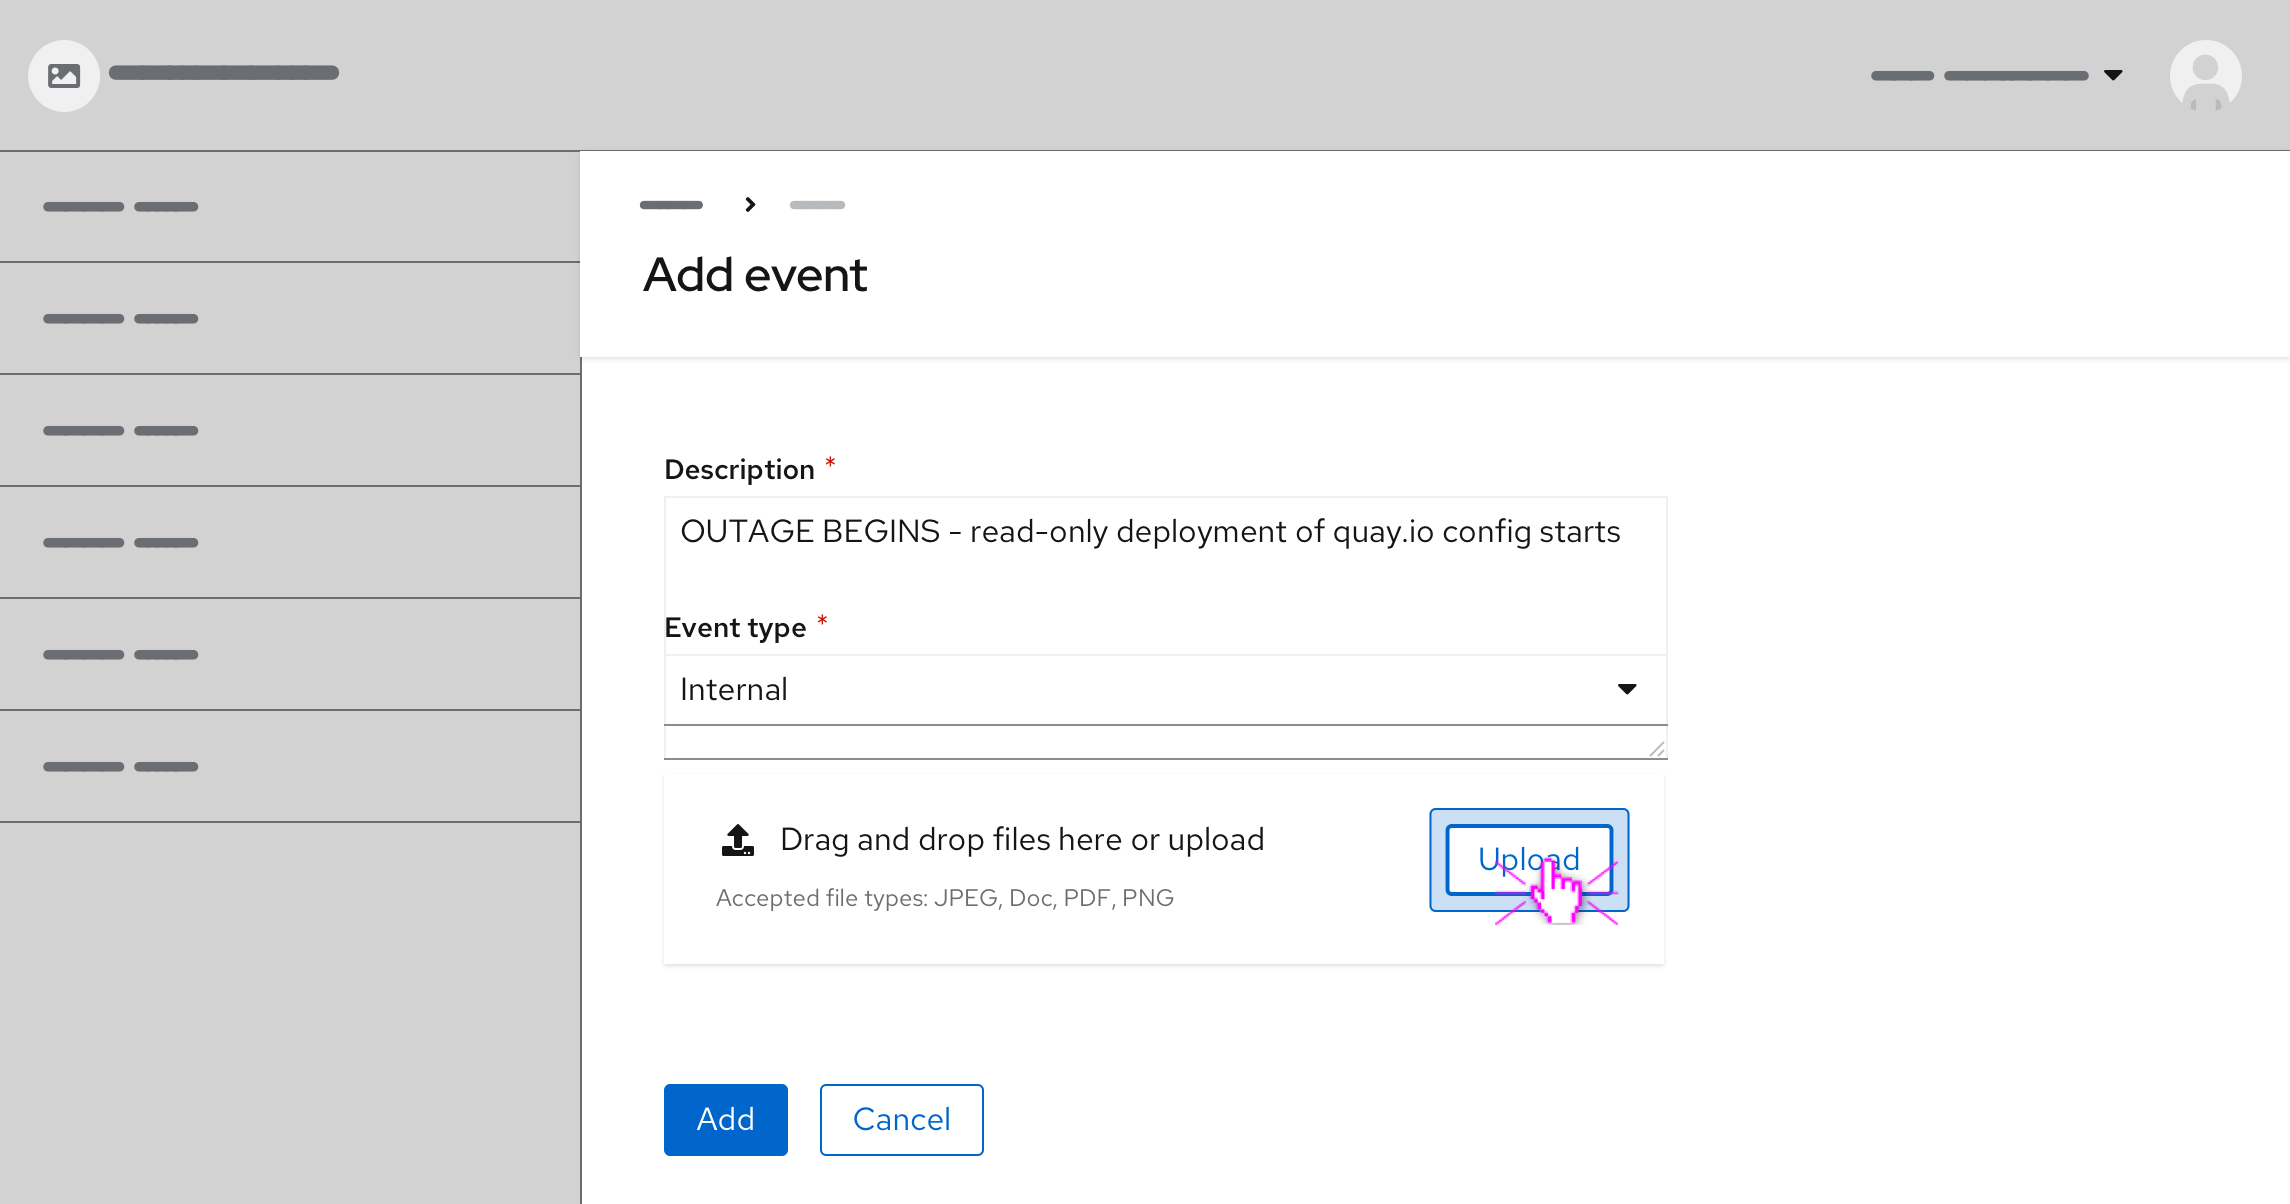 Add event
Description *
OUTAGE BEGINS - read-only deployment of quay.io config starts
Event type *
Internal
Drag and drop files here or upload
Upload
Accepted file types: JPEG, Doc, PDF, PNG
Add
Cancel